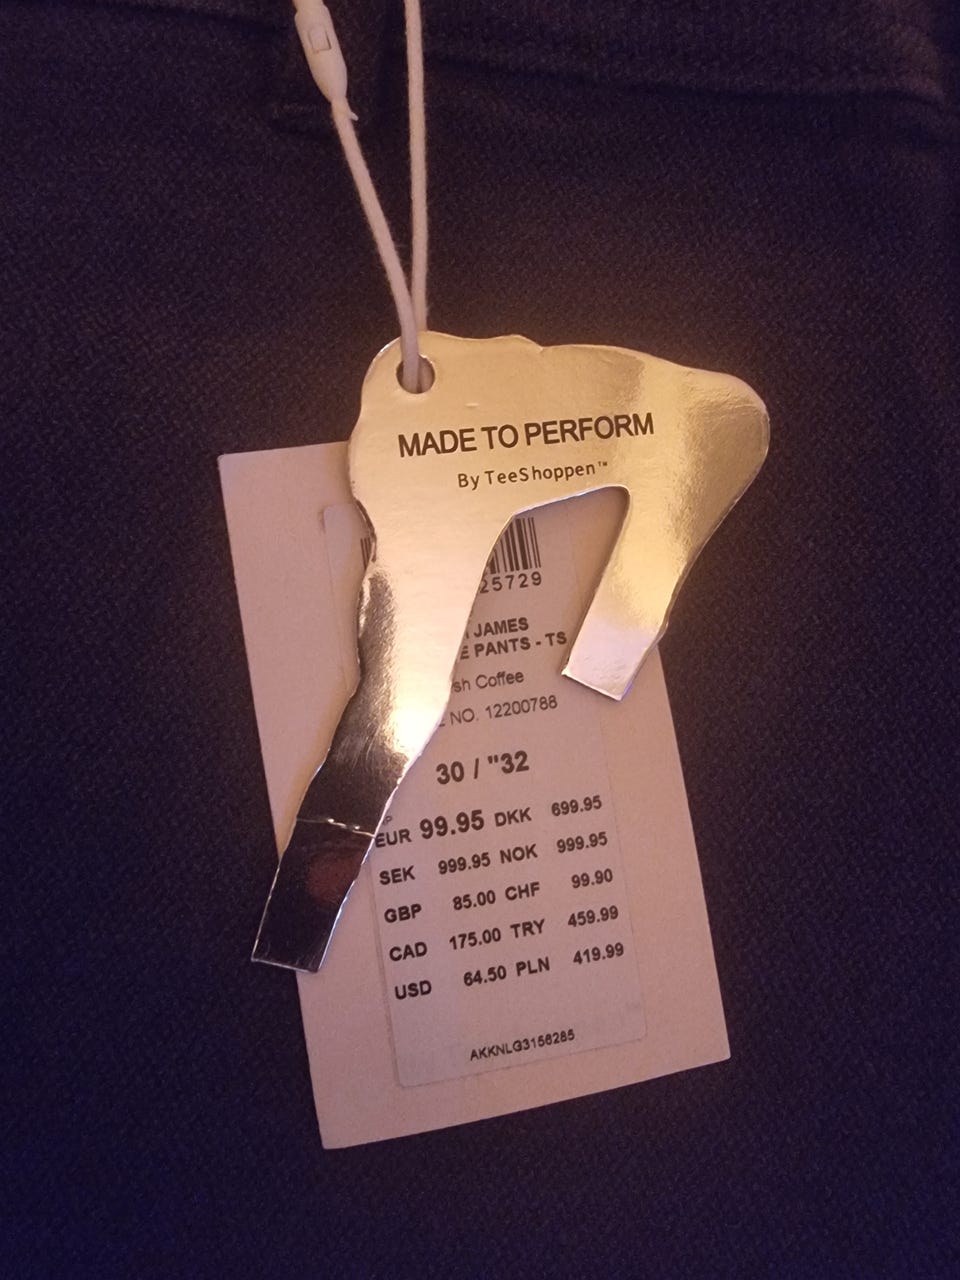 MADE TO PERFORM
By TeeShoppen™
25729
JAMES
PANTS - TS
Coffee
NO. 12200788
30 / "32
EUR 99.95 DKK 699.95
SEK 999.95 NOK 999.95
GBP 85.00 CHF 99.90
CAD 175.00 TRY 459.99
USD 64.50 PLN 419.99
AKKNLG3156285